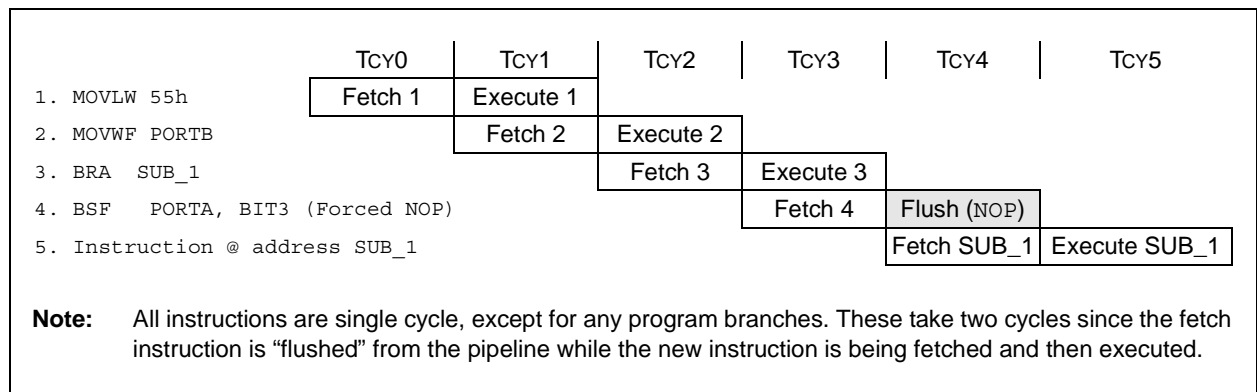 TCY0 TCY1 TCY2 TCY3 TCY4 TCY5
1. MOVLW 55h Fetch 1 Execute 1
2. MOVWF PORTB Fetch 2 Execute 2
3. BRA SUB_1 Fetch 3 Execute 3
4. BSF PORTA, BIT3 (Forced NOP) Fetch 4 Flush (NOP)
5. Instruction @ address SUB_1 Fetch SUB_1 Execute SUB_1
Note: All instructions are single cycle, except for any program branches. These take two cycles since the fetch
instruction is “flushed” from the pipeline while the new instruction is being fetched and then executed.